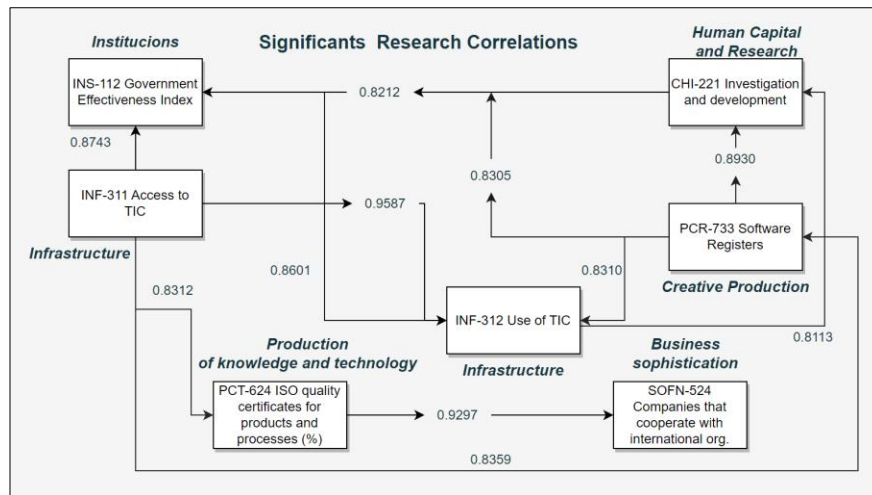 Institucions
Significants Research Correlations
Human Capital
and Research
INS-112 Government
Effectiveness Index
0.8212
CHI-221 Investigation
and development
0.8743
0.8930
0.8305
INF-311 Access to
TIC
0.9587
PCR-733 Software
Registers
Infrastructure
0.8312
0.8601
0.8310
Creative Production
INF-312 Use of TIC
0.8113
Production
of knowledge and technology
Infrastructure
Business
sophistication
PCT-624 ISO quality
certificates for
products and
processes (%)
0.9297
SOFN-524
Companies that
cooperate with
international org.
0.8359